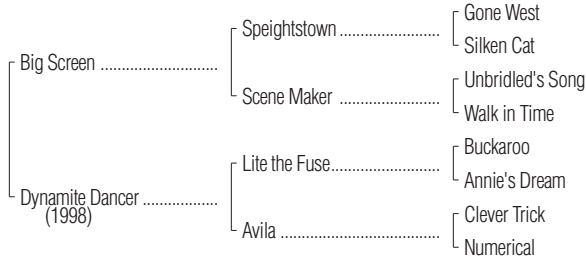 Gone West
Speightstown ....................
Silken Cat
Big Screen ........................
Unbridled's Song
Scene Maker ....................
Walk in Time
Buckaroo
Lite the Fuse......................
Annie's Dream
Dynamite Dancer ...............
(1998)
Clever Trick
Avila ................................
Numerical